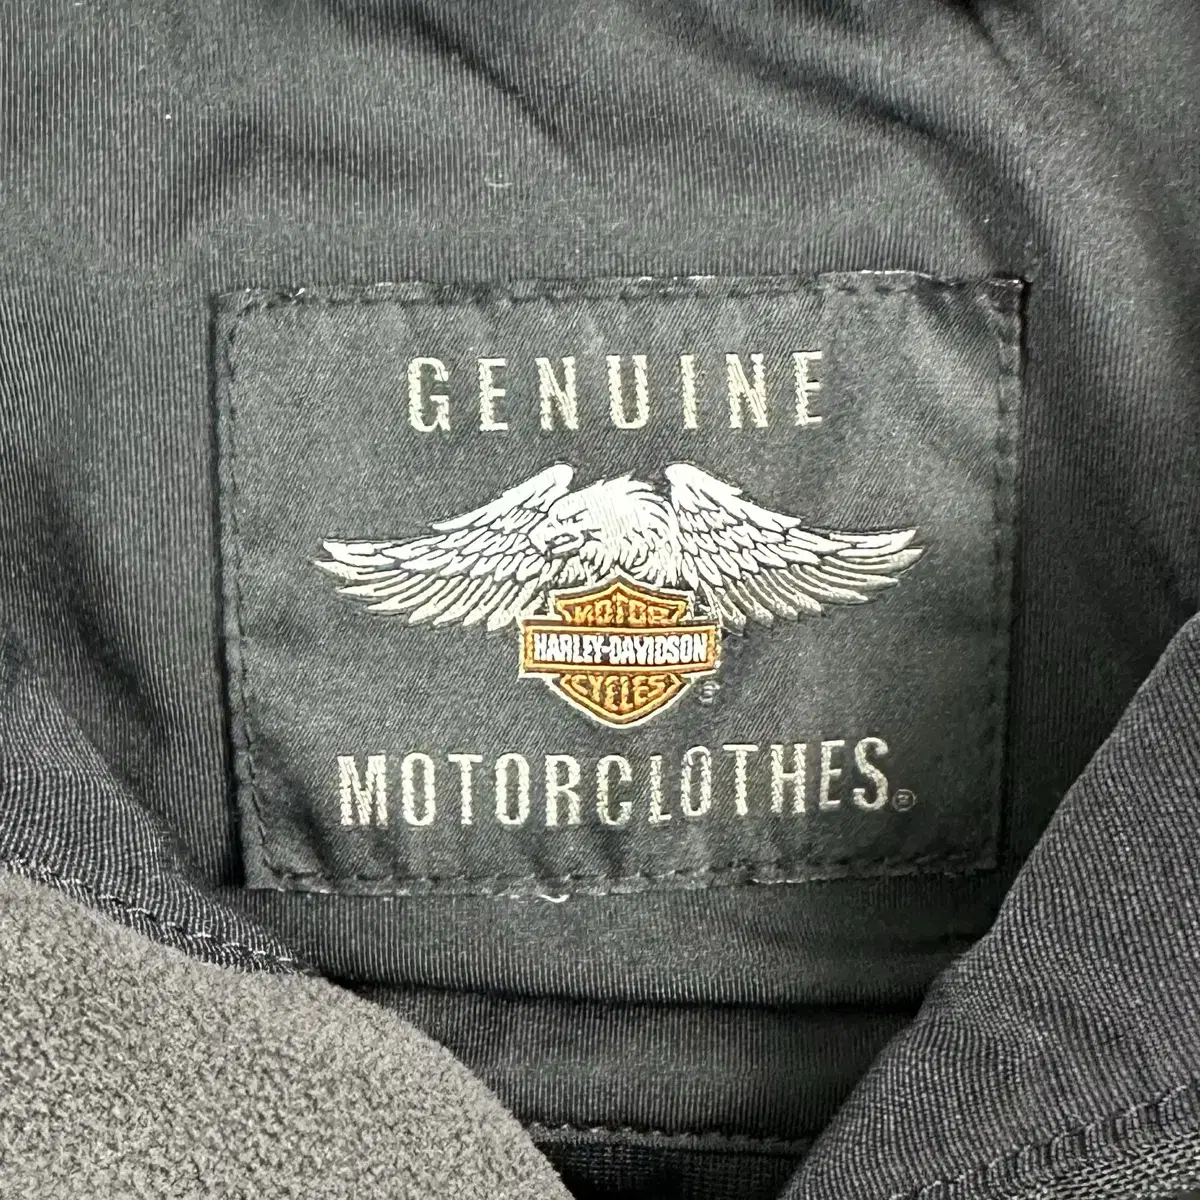 GENUINE
MOTOR
HARLEY-DAVIDSON
CYCLES ®
MOTORCLOTHES®